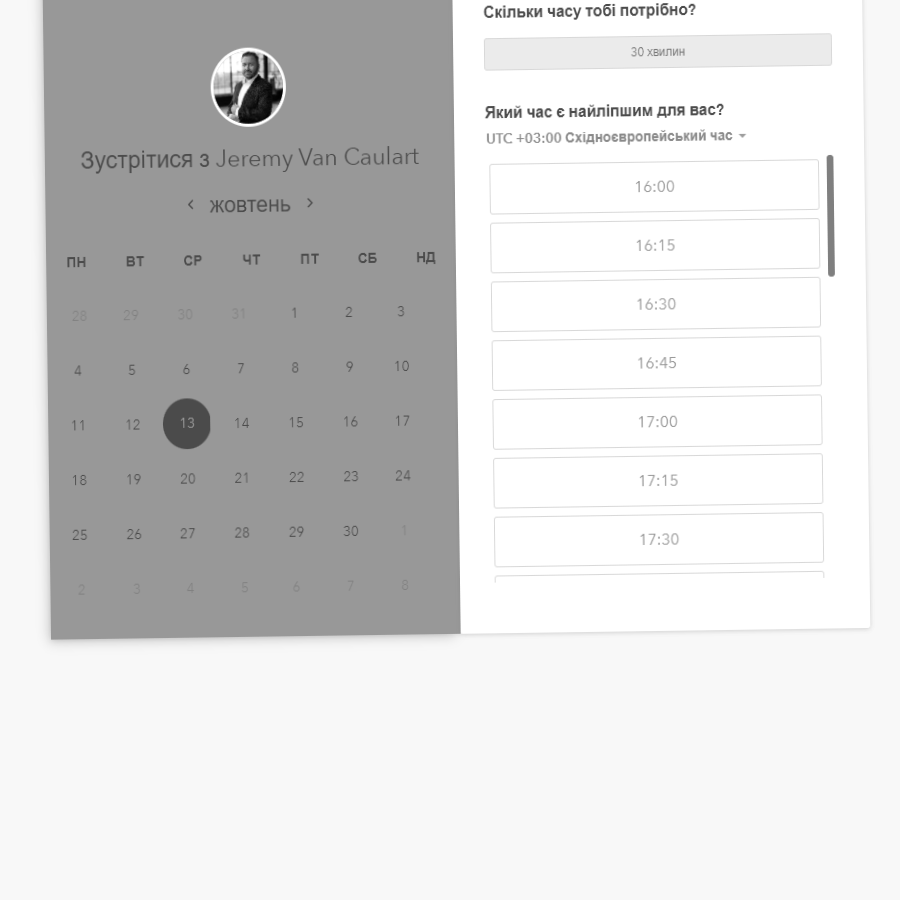 Зустрітися з Jeremy Van Caulart
жовтень
ПН ВТ СР ЧТ ПТ СБ НД
28 29 30 31 1 2 3
4 5 6 7 8 9 10
11 12 13 14 15 16 17
18 19 20 21 22 23 24
25 26 27 28 29 30 1
2 3 4 5 6 7 8
Скільки часу тобі потрібно?
30 хвилин
Який час є найліпшим для вас?
UTC +03:00 Східноєвропейський час
16:00
16:15
16:30
16:45
17:00
17:15
17:30